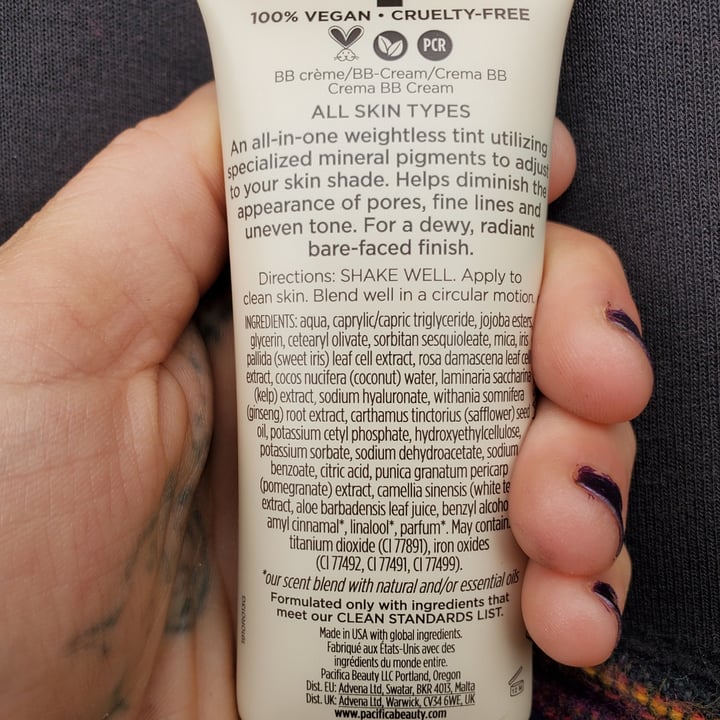 100% VEGAN • CRUELTY-FREE
PCR
BB crème/BB-Cream/Crema BB
Crema BB Cream
ALL SKIN TYPES
An all-in-one weightless tint utilizing
specialized mineral pigments to adjust
to your skin shade. Helps diminish the
appearance of pores, fine lines and
uneven tone. For a dewy, radiant
bare-faced finish.
Directions: SHAKE WELL. Apply to
clean skin. Blend well in a circular motion.
INGREDIENTS: aqua, caprylic/capric triglyceride, jojoba esters,
glycerin, cetearyl olivate, sorbitan sesquioleate, mica, iris
pallida (sweet iris) leaf cell extract, rosa damascena leaf cell
extract, cocos nucifera (coconut) water, laminaria saccharina
(kelp) extract, sodium hyaluronate, withania somnifera
(ginseng) root extract, carthamus tinctorius (safflower) seed
oil, potassium cetyl phosphate, hydroxyethylcellulose,
potassium sorbate, sodium dehydroacetate, sodium
benzoate, citric acid, punica granatum pericarp
(pomegranate) extract, camellia sinensis (white te
extract, aloe barbadensis leaf juice, benzyl alcoho
amyl cinnamal*, linalool*, parfum*. May contain:
titanium dioxide (CI 77891), iron oxides
(CI 77492, CI 77491, CI 77499).
*our scent blend with natural and/or essential oils
Formulated only with ingredients that
meet our CLEAN STANDARDS LIST.
Made in USA with global ingredients.
Fabriqué aux États-Unis avec des
ingrédients du monde entier.
Pacifica Beauty LLC Portland, Oregon
Dist. EU: Advena Ltd, Swatar, BKR 4013, Malta
Dist. UK: Advena Ltd, Warwick, CV34 6WE, UK
www.pacificabeauty.com
12 M